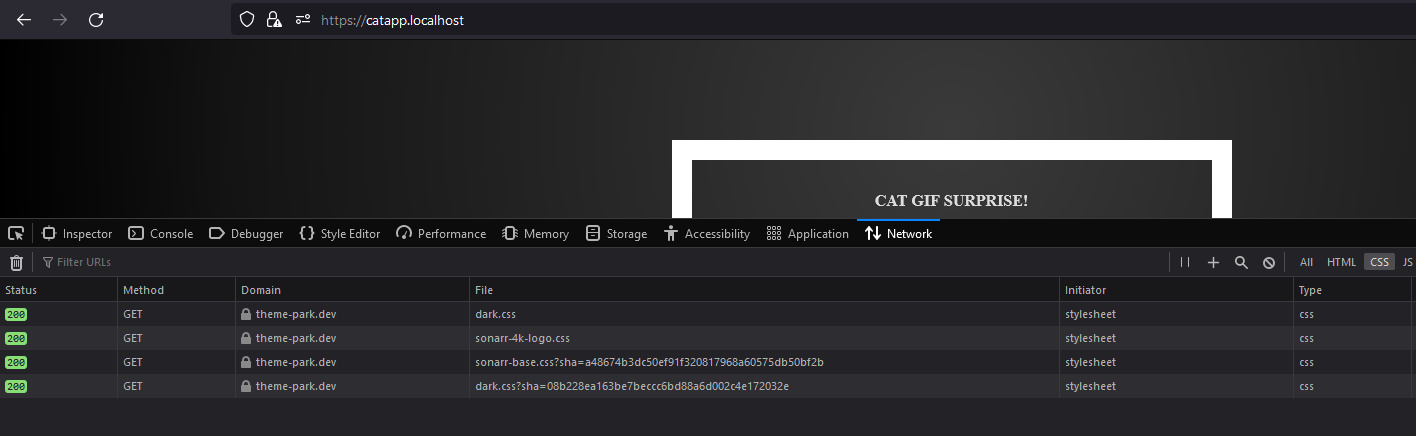 https://catapp.localhost
CAT GIF SURPRISE!
Inspector Console Debugger Style Editor Performance Memory Storage Accessibility Application Network
Filter URLs All HTML CSS JS
Status Method Domain File Initiator Type
200 GET theme-park.dev dark.css stylesheet css
200 GET theme-park.dev sonarr-4k-logo.css stylesheet css
200 GET theme-park.dev sonarr-base.css?sha=a48674b3dc50ef91f320817968a60575db50bf2b stylesheet css
200 GET theme-park.dev dark.css?sha=08b228ea163be7beccc6bd88a6d002c4e172032e stylesheet css